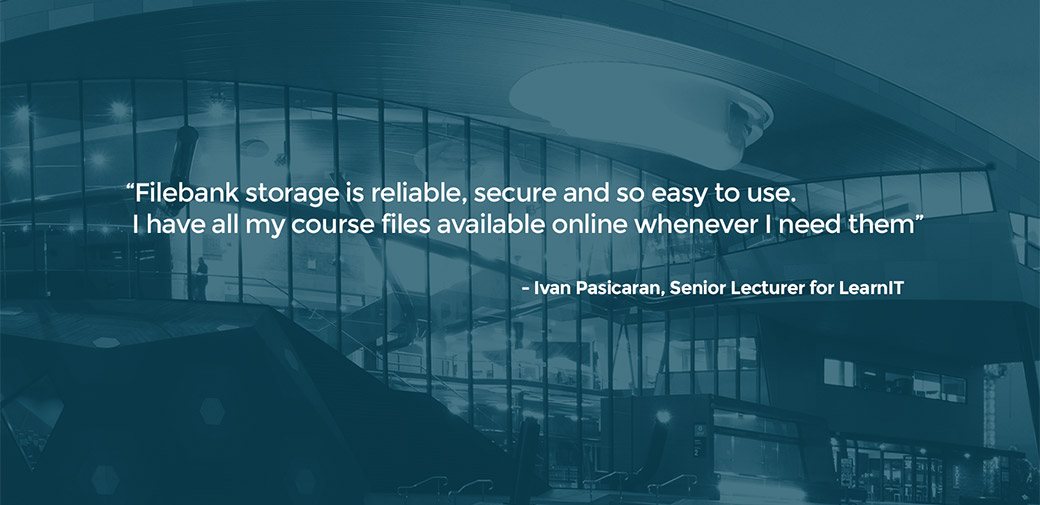 “Filebank storage is reliable, secure and so easy to use.
I have all my course files available online whenever I need them”
– Ivan Pasicaran, Senior Lecturer for LearnIT